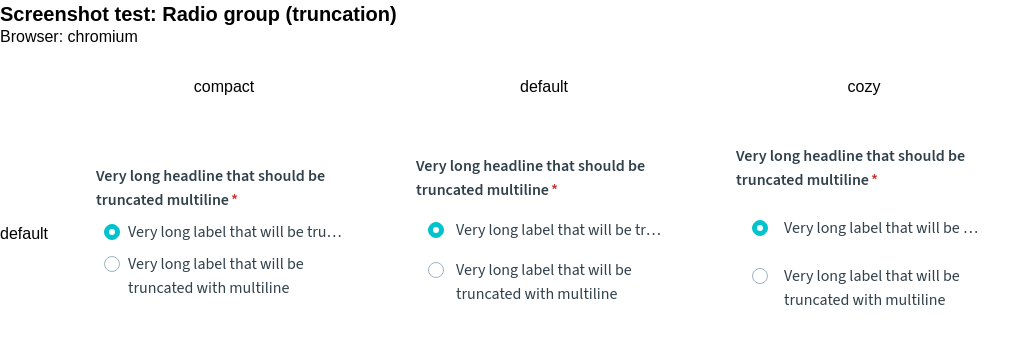 Screenshot test: Radio group (truncation)
Browser: chromium
compact
default
cozy
default
Very long headline that should be
truncated multiline *
Very long label that will be tru…
Very long label that will be
truncated with multiline
Very long headline that should be
truncated multiline *
Very long label that will be tr…
Very long label that will be
truncated with multiline
Very long headline that should be
truncated multiline *
Very long label that will be …
Very long label that will be
truncated with multiline